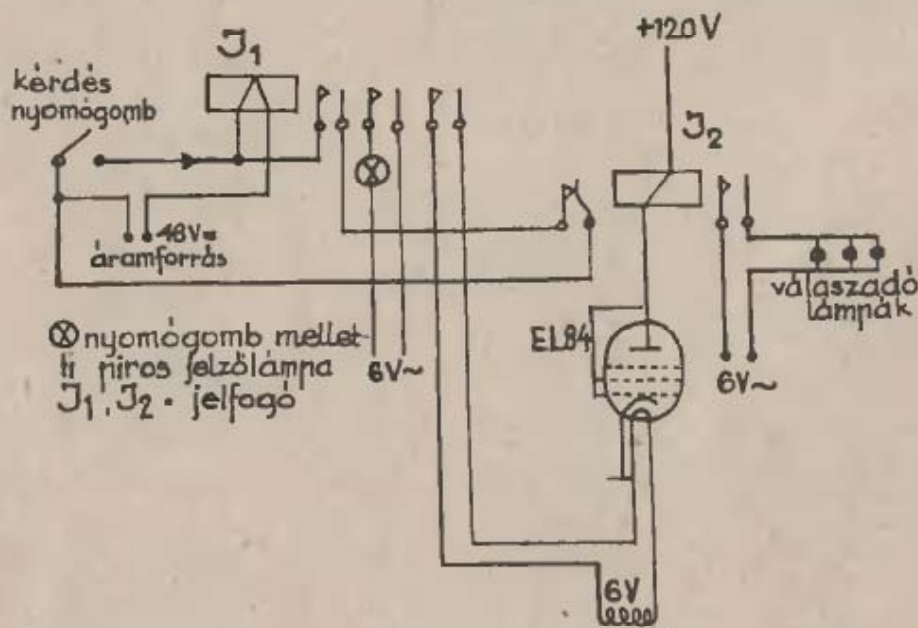 J₁
+120V
kérdés
nyomógomb
J₂
48V=
áramforrás
válaszadó
lámpák
⊗ nyomógomb mellet-
ti piros jelzőlámpa
J₁, J₂ • jelfogó
6V~
EL84
6V~
6V